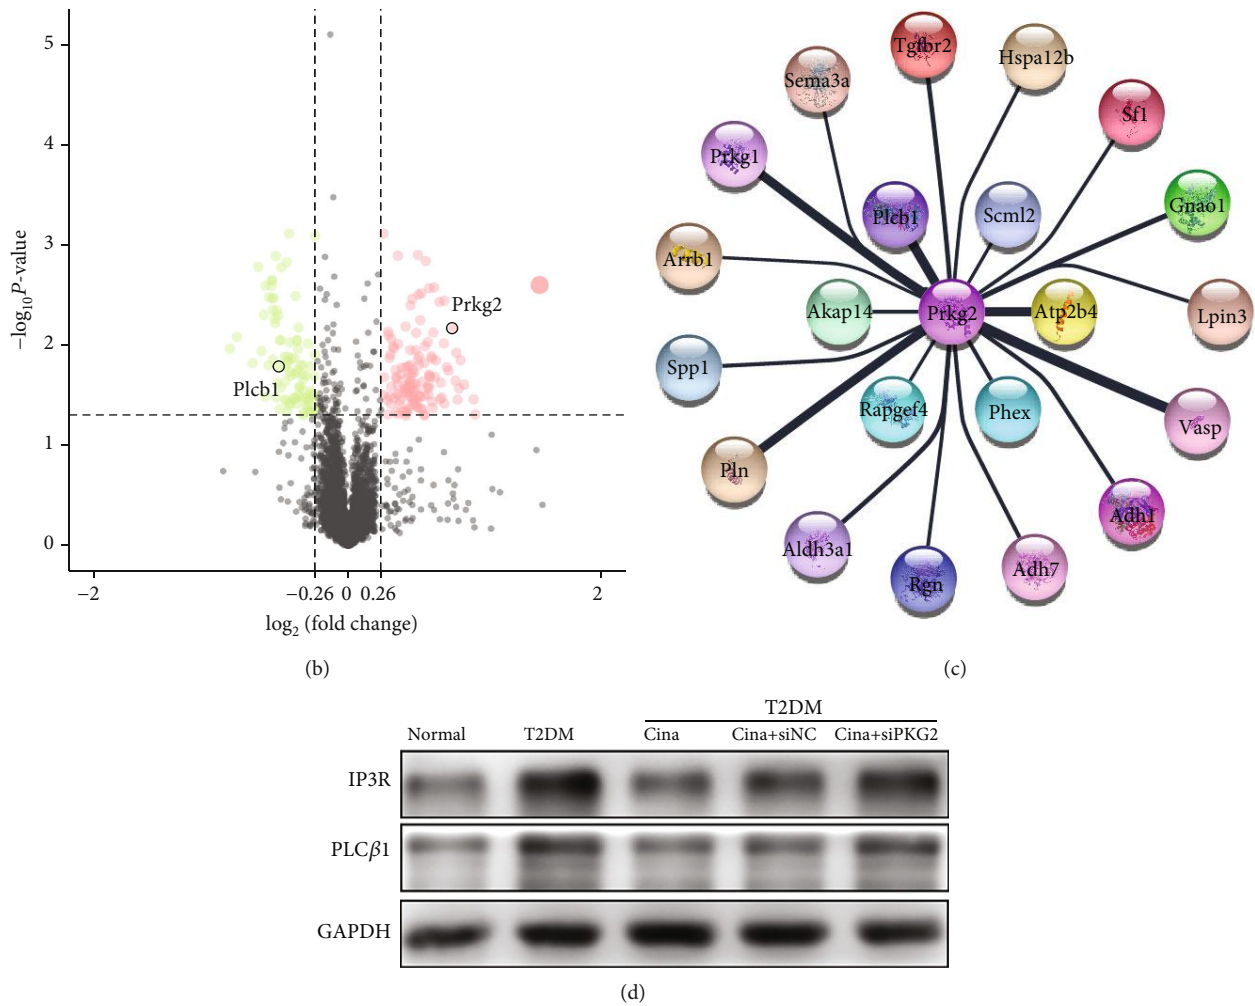 5
4
3
2
1
0
−log10P-value
Prkg2
Plcb1
−2
−0.26
0
0.26
2
log2 (fold change)
(b)
Tgfbr2
Hspa12b
Sema3a
Sf1
Prkg1
Plcb1
Scml2
Gnao1
Arrb1
Akap14
Prkg2
Atp2b4
Lpin3
Spp1
Rapgef4
Phex
Vasp
Pln
Adh1
Aldh3a1
Rgn
Adh7
(c)
T2DM
Normal
T2DM
Cina
Cina+siNC
Cina+siPKG2
IP3R
PLCβ1
GAPDH
(d)